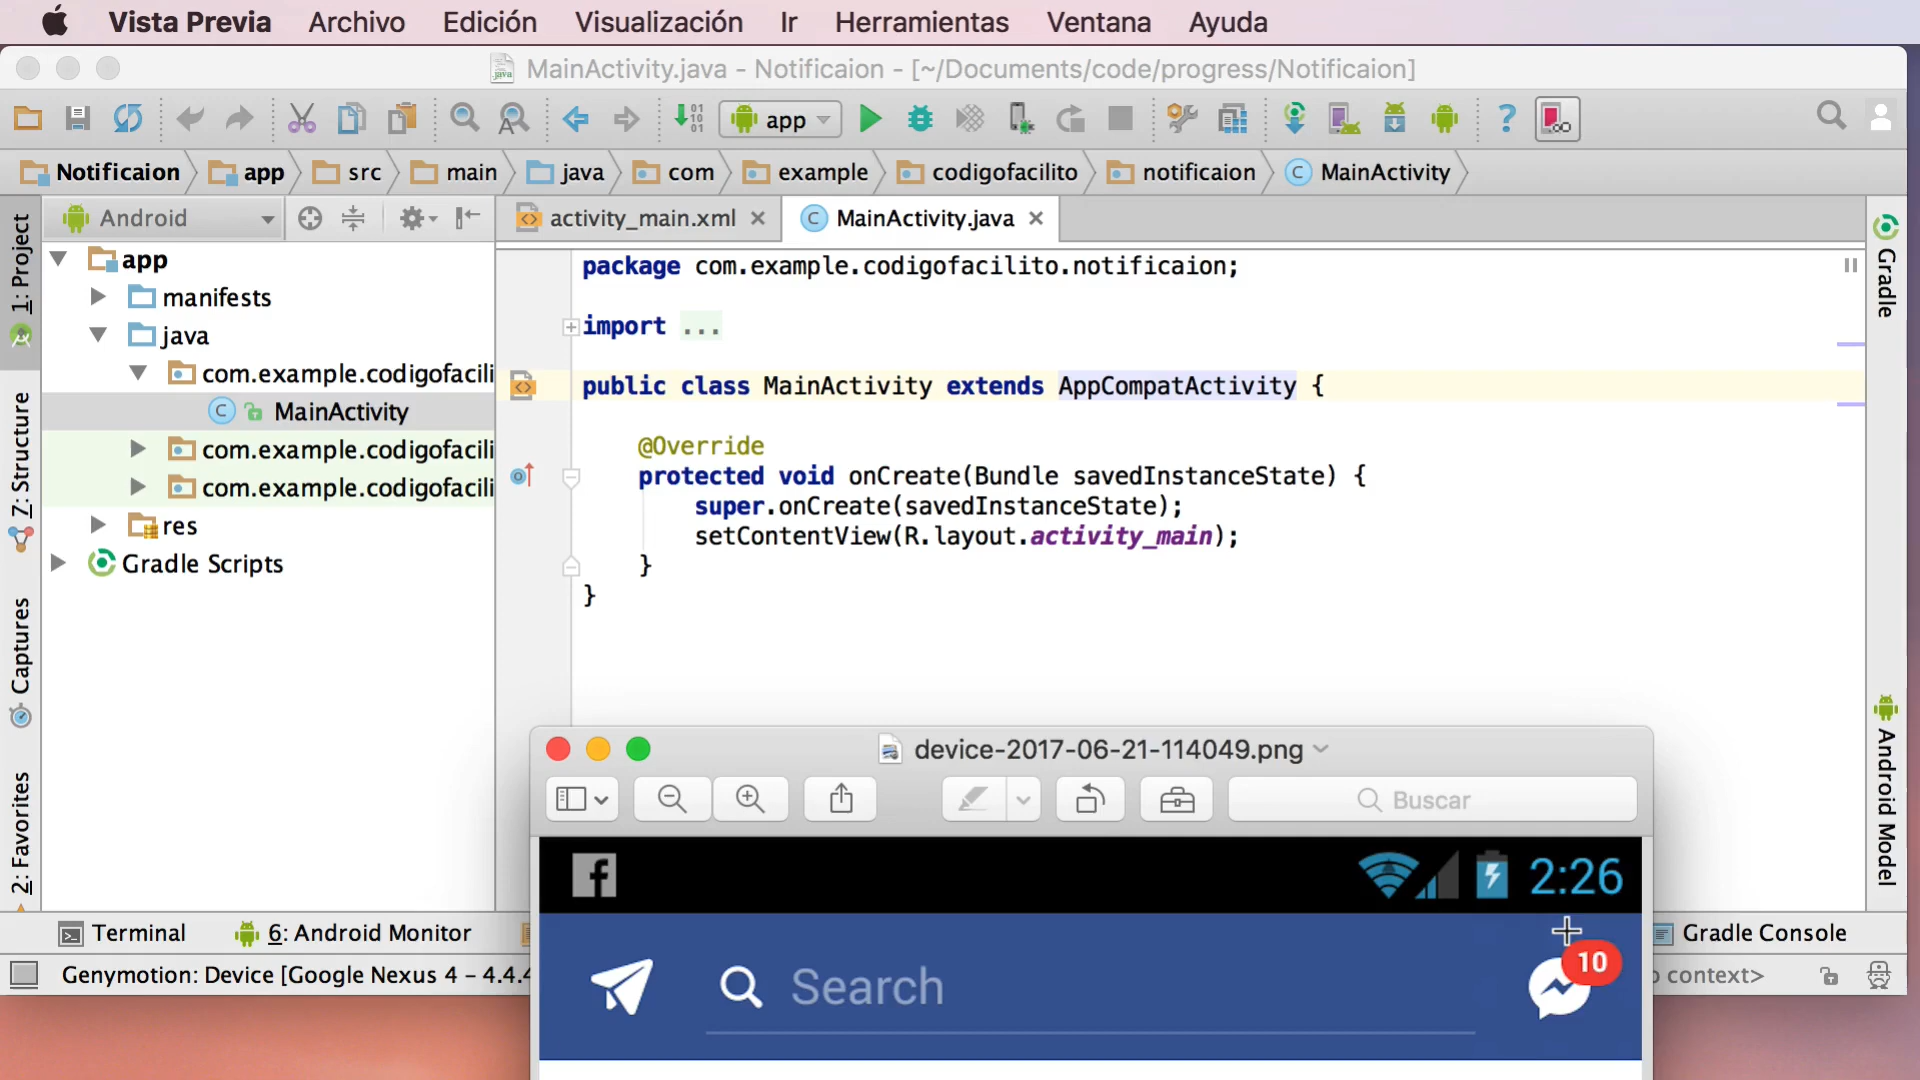 Vista Previa Archivo Edición Visualización Ir Herramientas Ventana Ayuda
MainActivity.java - Notificaion - [~/Documents/code/progress/Notificaion]
app
Notificaion app src main java com example codigofacilito notificaion MainActivity
1: Project
Android
activity_main.xml
MainActivity.java
Gradle
app
manifests
java
com.example.codigofacili
MainActivity
com.example.codigofacili
com.example.codigofacili
res
Gradle Scripts
Z: Structure
Captures
2: Favorites
package com.example.codigofacilito.notificaion;
import ...
public class MainActivity extends AppCompatActivity {
@Override
protected void onCreate(Bundle savedInstanceState) {
super.onCreate(savedInstanceState);
setContentView(R.layout.activity_main);
}
}
Android Model
device-2017-06-21-114049.png
Buscar
2:26
Search
10
Terminal 6: Android Monitor Gradle Console
Genymotion: Device [Google Nexus 4 – 4.4.4 context>